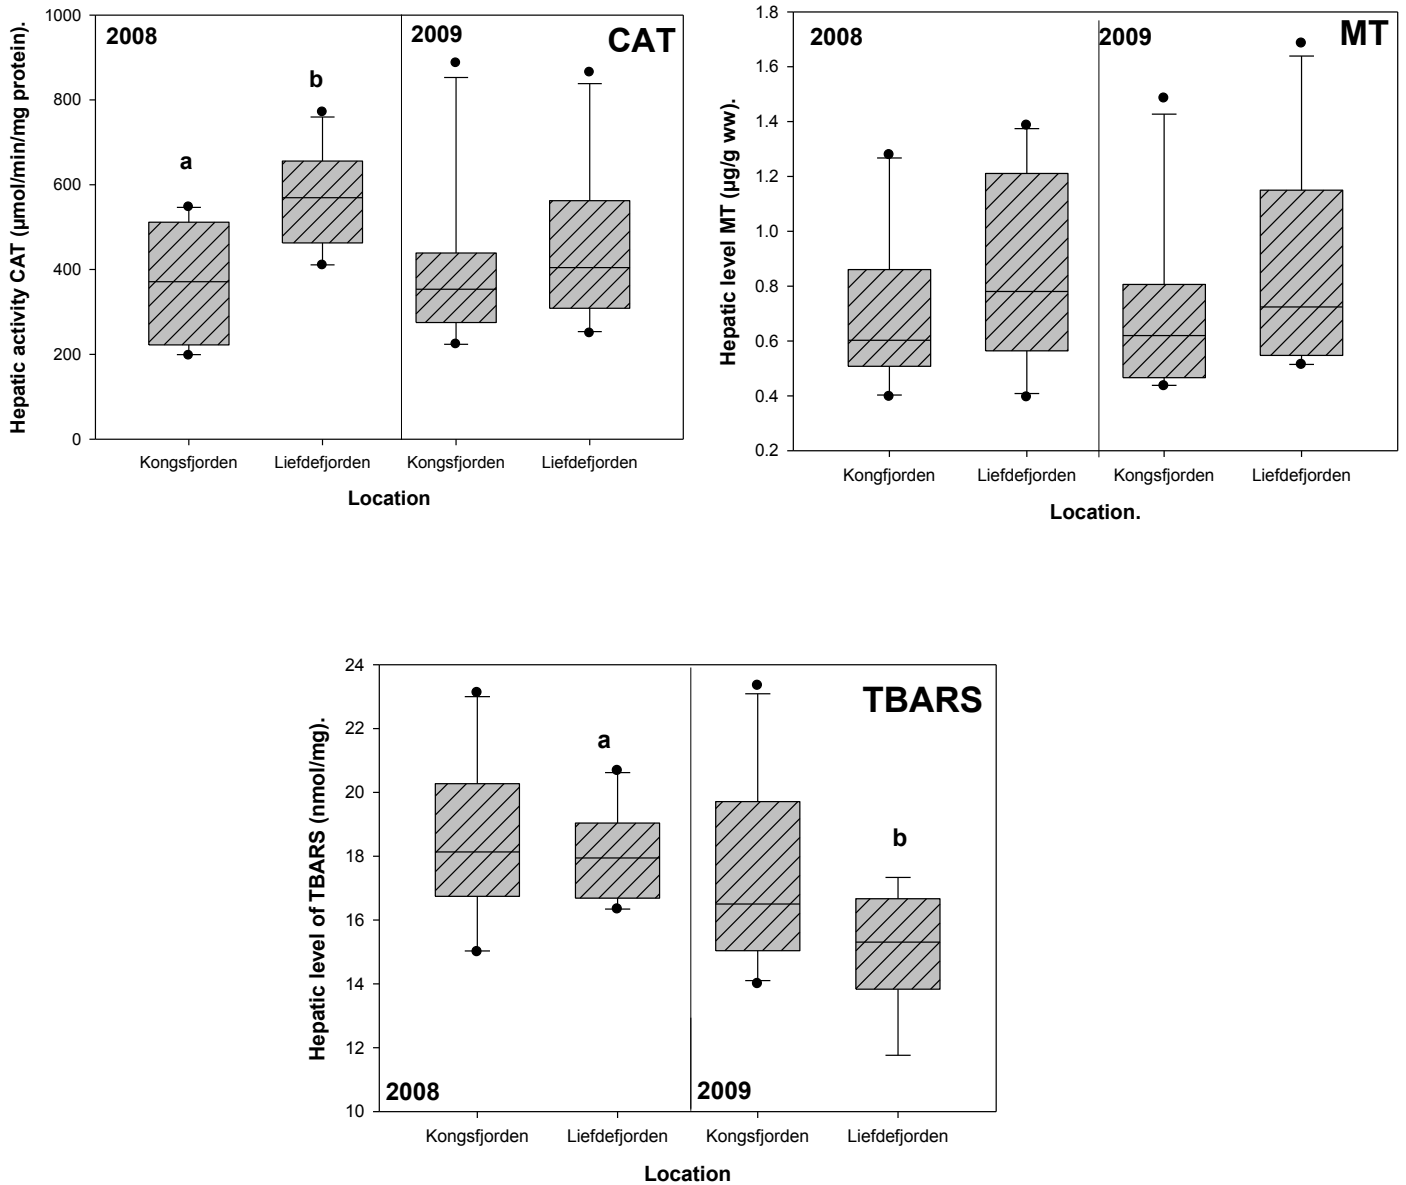 Hepatic activity CAT (µmol/min/mg protein).
1000
800
600
400
200
0
2008
2009
CAT
a
b
Kongsfjorden
Liefdefjorden
Kongsfjorden
Liefdefjorden
Location
Hepatic level MT (µg/g ww).
1.8
1.6
1.4
1.2
1.0
0.8
0.6
0.4
0.2
2008
2009
MT
Kongfjorden
Liefdefjorden
Kongsfjorden
Liefdefjorden
Location.
Hepatic level of TBARS (nmol/mg).
24
22
20
18
16
14
12
10
TBARS
a
b
2008
2009
Kongsfjorden
Liefdefjorden
Kongsfjorden
Liefdefjorden
Location